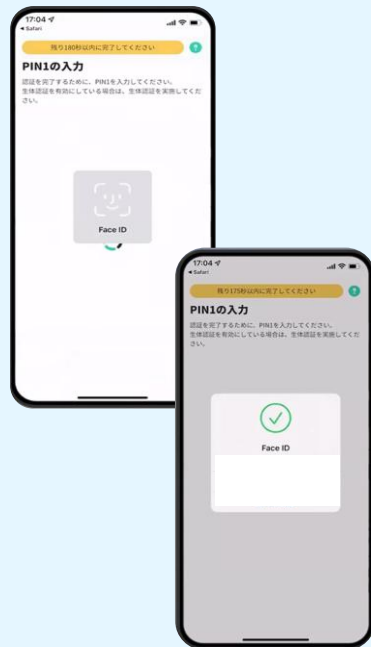 17:04
◀ Safari
残り180秒以内に完了してください
?
PIN1の入力
認証を完了するために、PIN1を入力してください。
生体認証を有効にしている場合は、生体認証を実施してくだ
さい。
Face ID
17:04
◀ Safari
残り175秒以内に完了してください
?
PIN1の入力
認証を完了するために、PIN1を入力してください。
生体認証を有効にしている場合は、生体認証を実施してくだ
さい。
Face ID